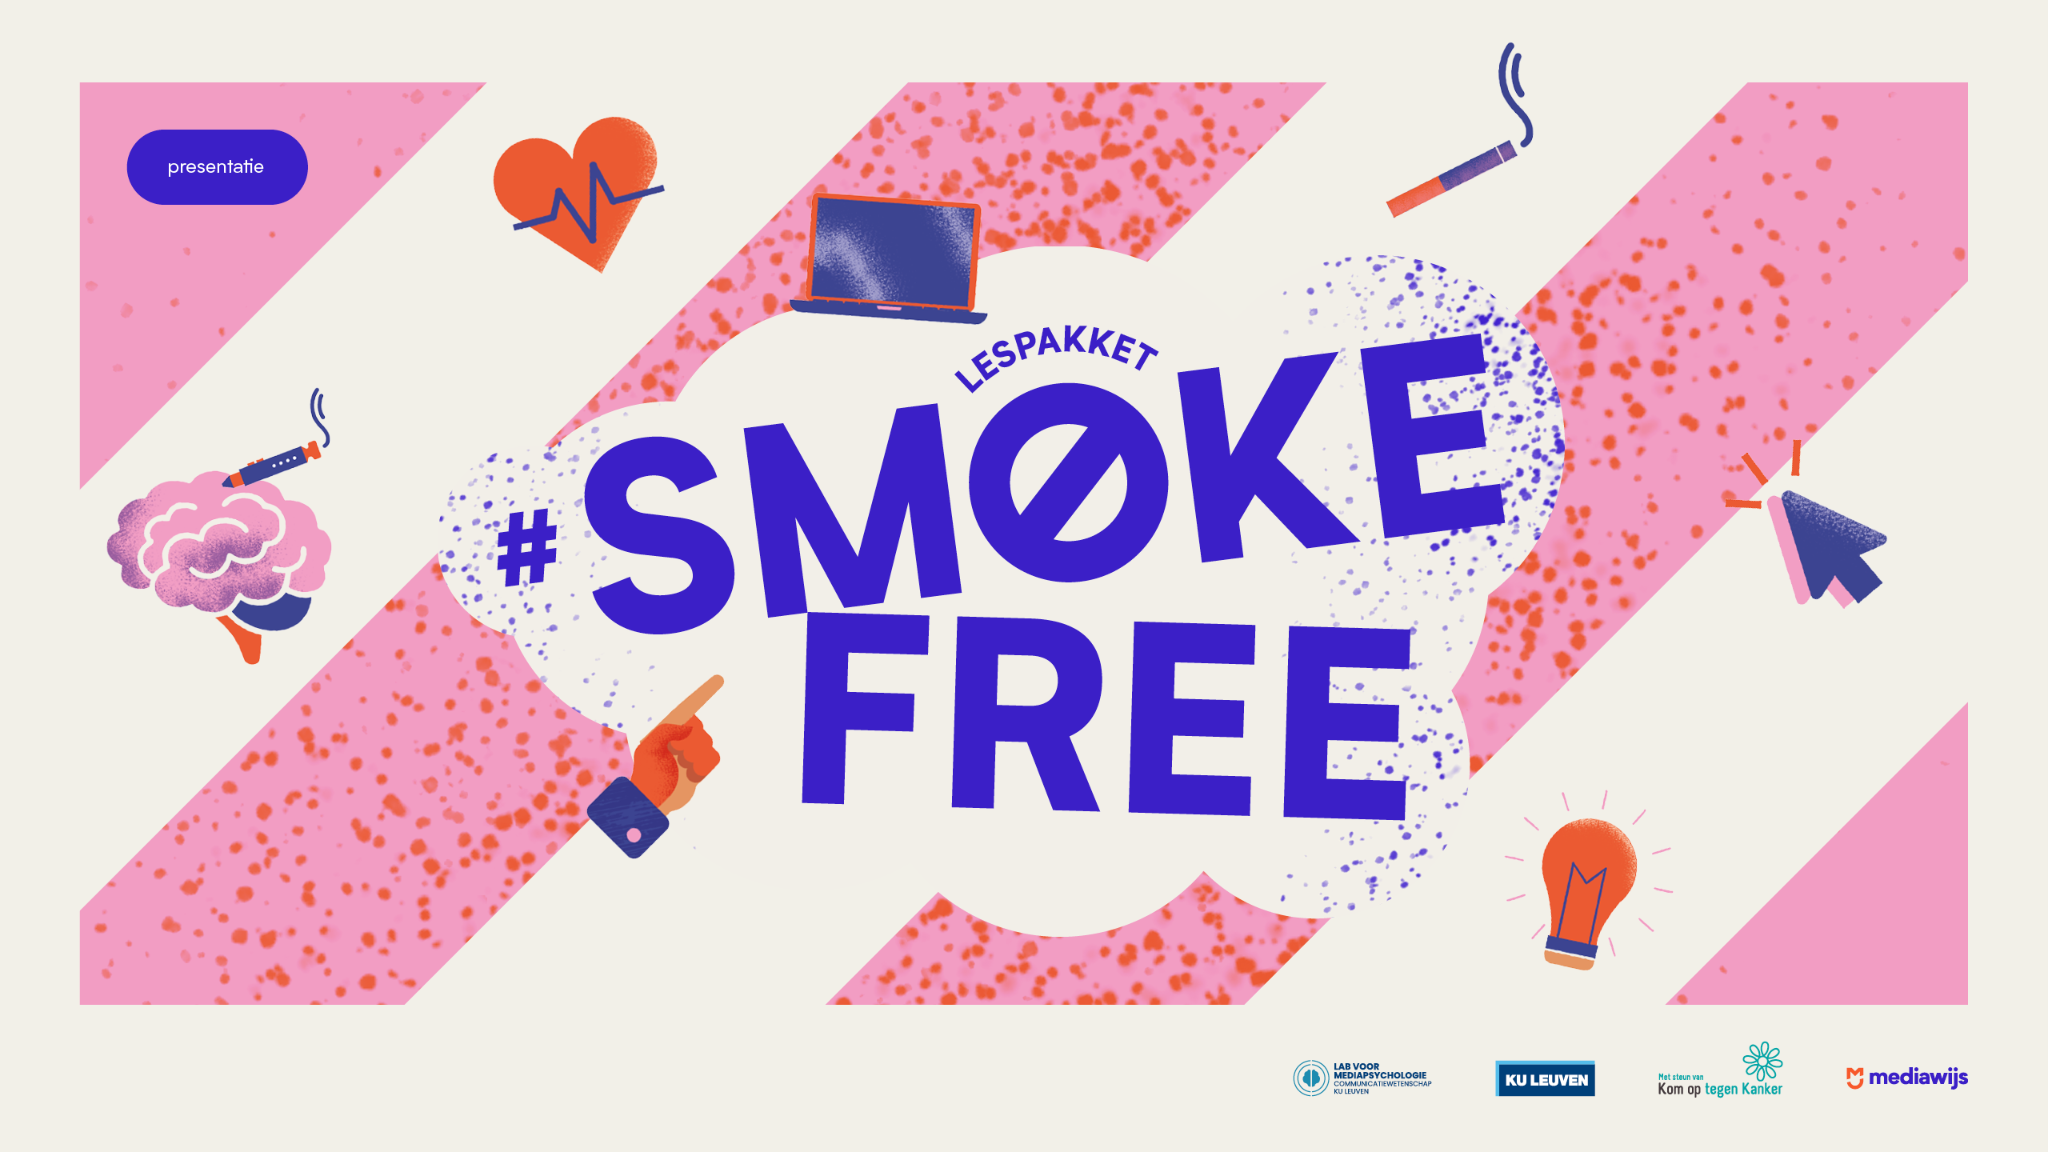 presentatie
LESPAKKET
#SMOKE
FREE
LAB VOOR
MEDIAPSYCHOLOGIE
COMMUNICATIEWETENSCHAP
KU LEUVEN
KU LEUVEN
Met steun van
Kom op tegen Kanker
mediawijs